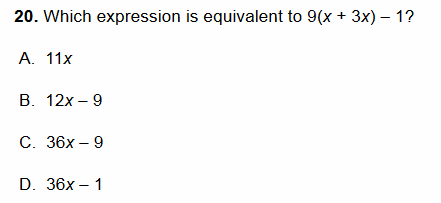 20. Which expression is equivalent to 9(x + 3x) – 1?
A. 11x
B. 12x – 9
C. 36x – 9
D. 36x – 1